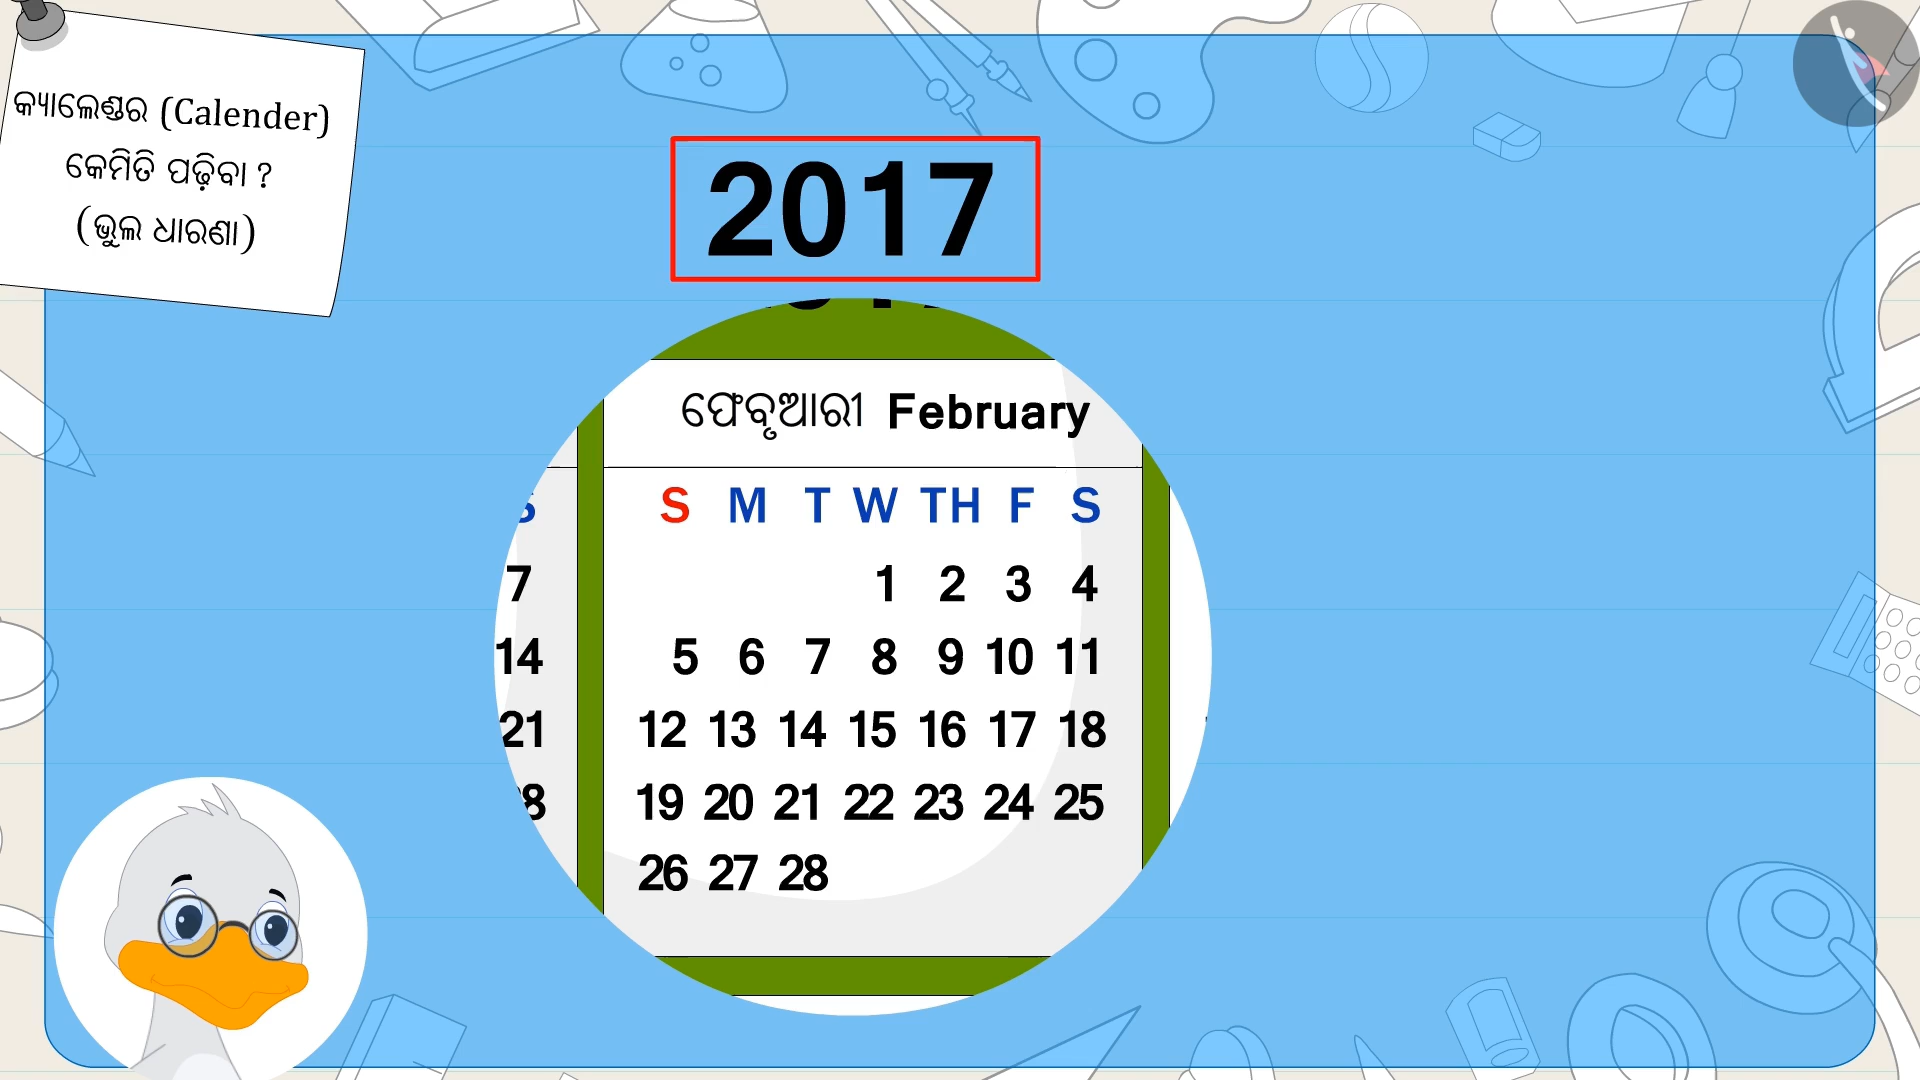 କ୍ୟାଲେଣ୍ଡର (Calender)
କେମିତି ପଢ଼ିବା ?
(ଭୁଲ ଧାରଣା)
2017
ଫେବୃଆରୀ February
S M T W TH F S
7 1 2 3 4
14 5 6 7 8 9 10 11
21 12 13 14 15 16 17 18
19 20 21 22 23 24 25
26 27 28